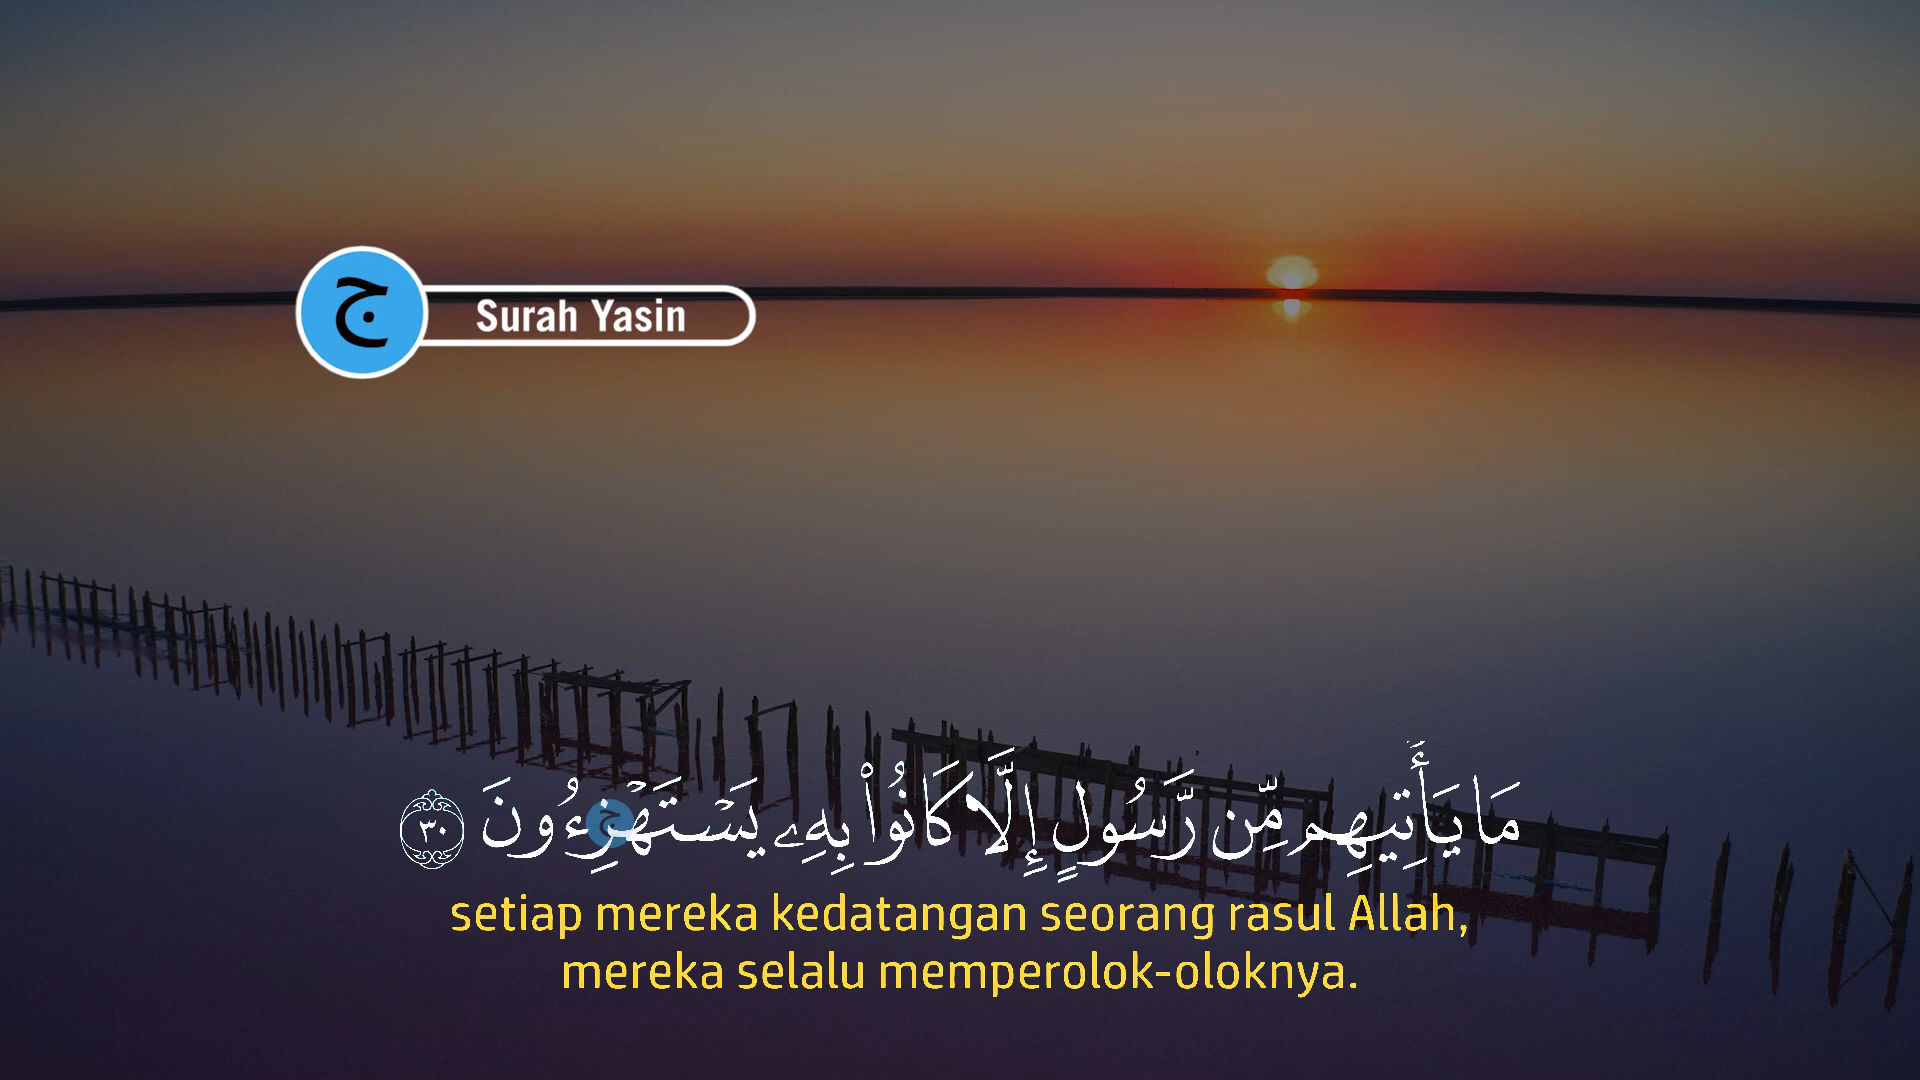 ج
Surah Yasin
مَا يَأْتِيهِم مِّن رَّسُولٍ إِلَّا كَانُوا۟ بِهِۦ يَسْتَهْزِءُونَ ٣٠
ج
setiap mereka kedatangan seorang rasul Allah,
mereka selalu memperolok-oloknya.